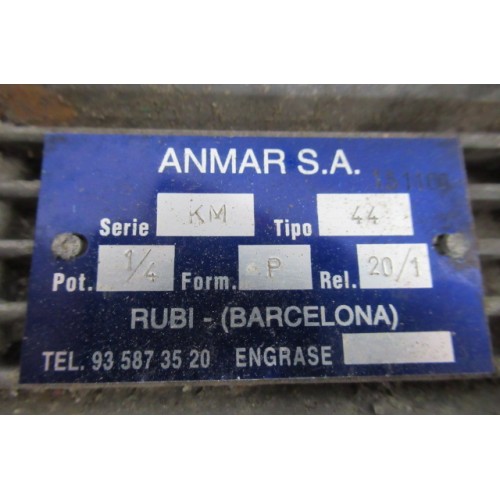 ANMAR S.A.
Serie KM Tipo 44
Pot. 1/4 Form. P Rel. 20/1
RUBI - (BARCELONA)
TEL. 93 587 35 20 ENGRASE